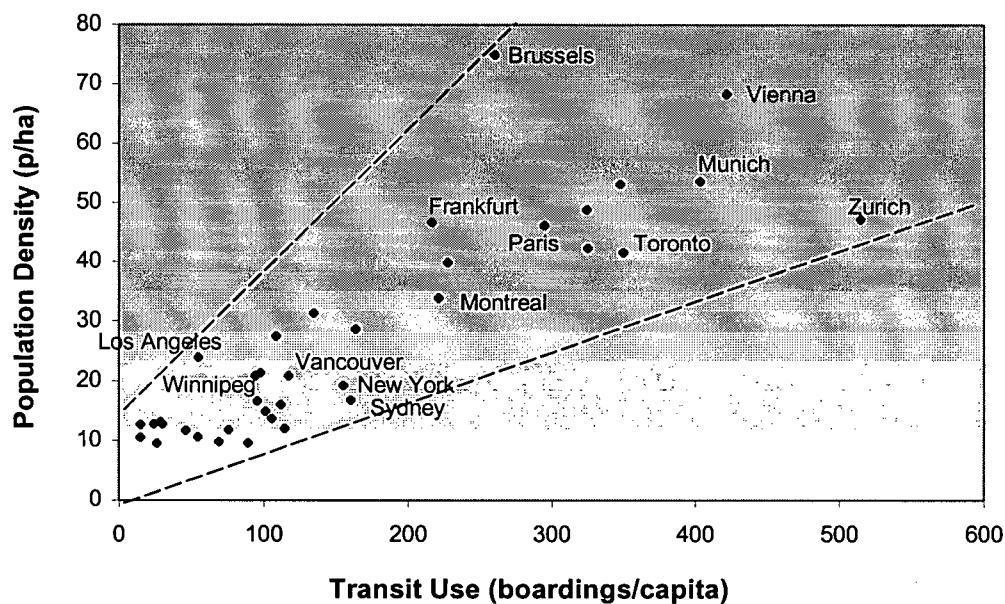 80
70
60
50
40
30
20
10
0
Population Density (p/ha)
Brussels
Vienna
Munich
Frankfurt
Zurich
Paris
Toronto
Montreal
Los Angeles
Vancouver
Winnipeg
New York
Sydney
0 100 200 300 400 500 600
Transit Use (boardings/capita)